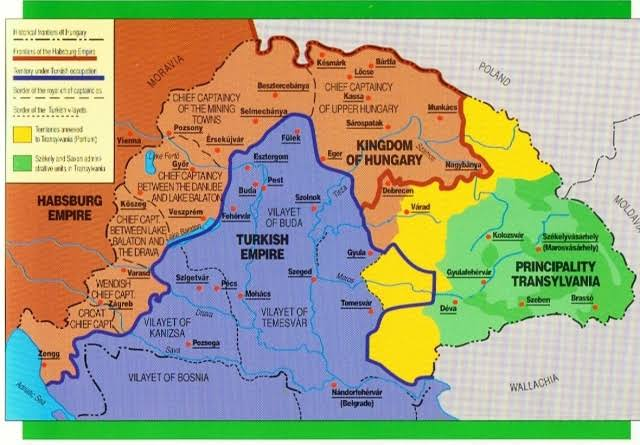 Historical frontiers of Hungary
Frontiers of the Habsburg Empire
Territory under Turkish occupation
Border of the royal chief captaincies
Border of the Turkish vilayets
Territories annexed
to Transylvania (Partium)
Székely and Saxon admini-
strative units in Transylvania
MORAVIA
POLAND
MOLDAVIA
WALLACHIA
HABSBURG
EMPIRE
KINGDOM
OF HUNGARY
TURKISH
EMPIRE
PRINCIPALITY
TRANSYLVANIA
CHIEF CAPTAINCY
OF THE MINING
TOWNS
CHIEF CAPTAINCY
OF UPPER HUNGARY
CHIEF CAPTAINCY
BETWEEN THE DANUBE
AND LAKE BALATON
CHIEF CAPT.
BETWEEN LAKE
BALATON AND
THE DRAVA
WENDISH
CHIEF CAPT.
CROAT
CHIEF CAPT.
VILAYET
OF BUDA
VILAYET OF
TEMESVÁR
VILAYET OF
KANIZSA
VILAYET OF BOSNIA
Késmárk
Bártfa
Lőcse
Kassa
Besztercebánya
Selmecbánya
Sárospatak
Munkács
Vienna
Pozsony
Érsekújvár
Fülek
Eger
Nagybánya
Lake Fertő
Győr
Esztergom
Buda
Pest
Debrecen
Kőszeg
Veszprém
Fehérvár
Szolnok
Tisza
Várad
Kolozsvár
Székelyvásárhely
(Marosvásárhely)
Lake Balaton
Gyula
Gyulafehérvár
Varasd
Szigetvár
Pécs
Mohács
Szeged
Maros
Temesvár
Déva
Szeben
Brassó
Zágreb
Drava
Pozsega
Sava
Zengg
Adriatic Sea
Nándorfehérvár
(Belgrade)